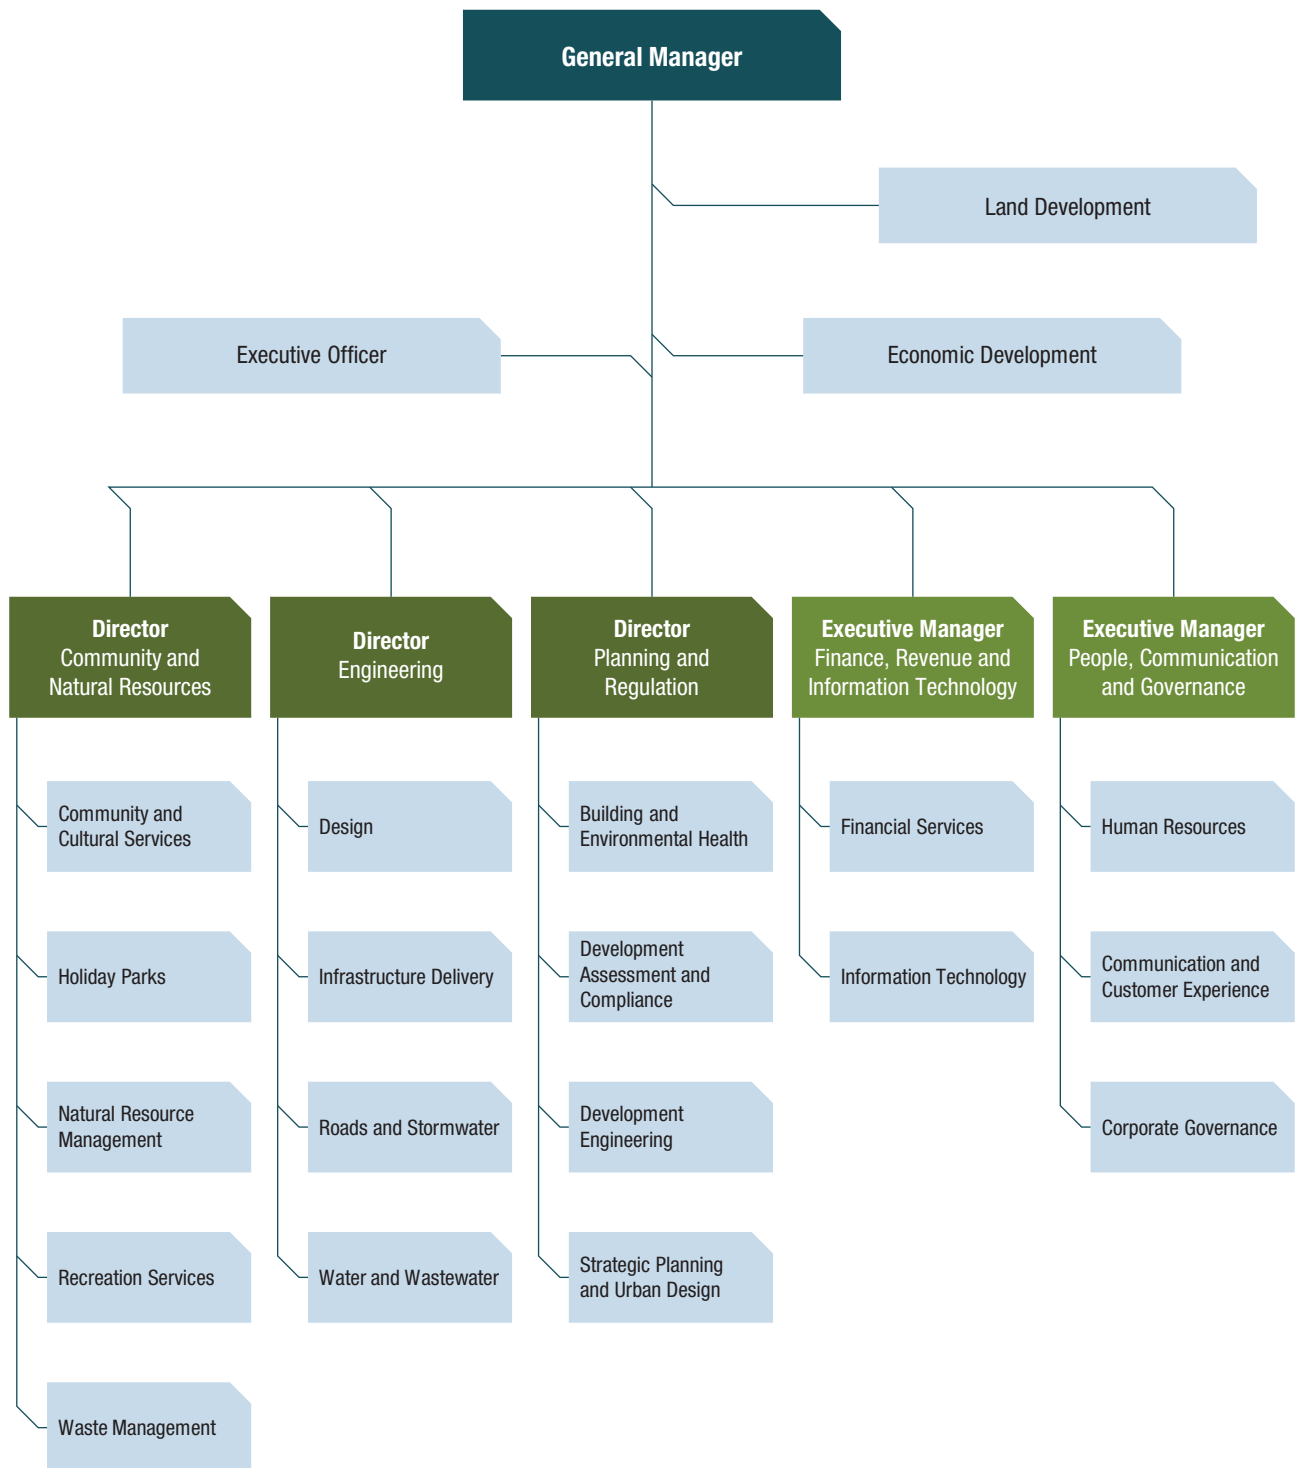 General Manager
Land Development
Executive Officer
Economic Development
Director
Community and
Natural Resources
Director
Engineering
Director
Planning and
Regulation
Executive Manager
Finance, Revenue and
Information Technology
Executive Manager
People, Communication
and Governance
Community and
Cultural Services
Holiday Parks
Natural Resource
Management
Recreation Services
Waste Management
Design
Infrastructure Delivery
Roads and Stormwater
Water and Wastewater
Building and
Environmental Health
Development
Assessment and
Compliance
Development
Engineering
Strategic Planning
and Urban Design
Financial Services
Information Technology
Human Resources
Communication and
Customer Experience
Corporate Governance